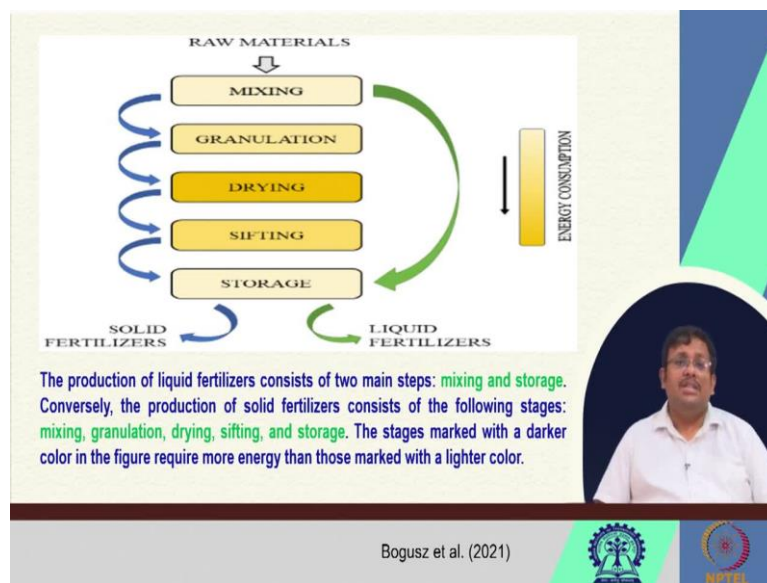 RAW MATERIALS
MIXING
GRANULATION
DRYING
SIFTING
STORAGE
SOLID
FERTILIZERS
LIQUID
FERTILIZERS
ENERGY CONSUMPTION
The production of liquid fertilizers consists of two main steps: mixing and storage.
Conversely, the production of solid fertilizers consists of the following stages:
mixing, granulation, drying, sifting, and storage. The stages marked with a darker
color in the figure require more energy than those marked with a lighter color.
Bogusz et al. (2021)
NPTEL